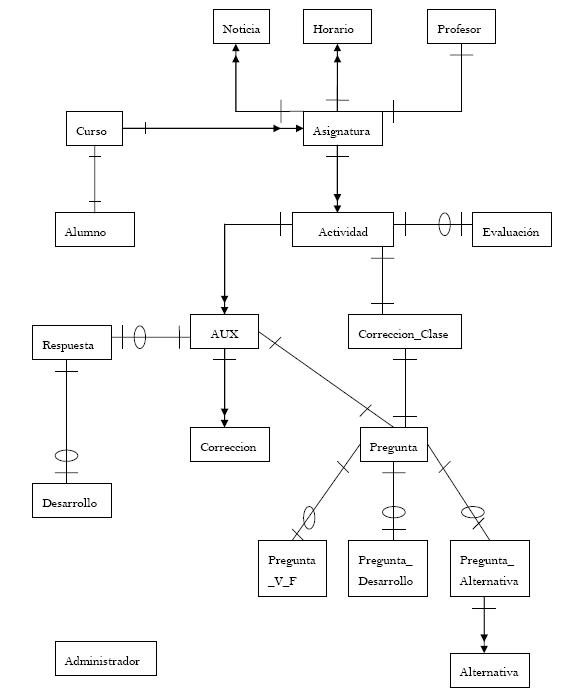 Noticia
Horario
Profesor
Curso
Asignatura
Alumno
Actividad
Evaluación
Respuesta
AUX
Correccion_Clase
Correccion
Pregunta
Desarrollo
Pregunta
_V_F
Pregunta_
Desarrollo
Pregunta_
Alternativa
Administrador
Alternativa